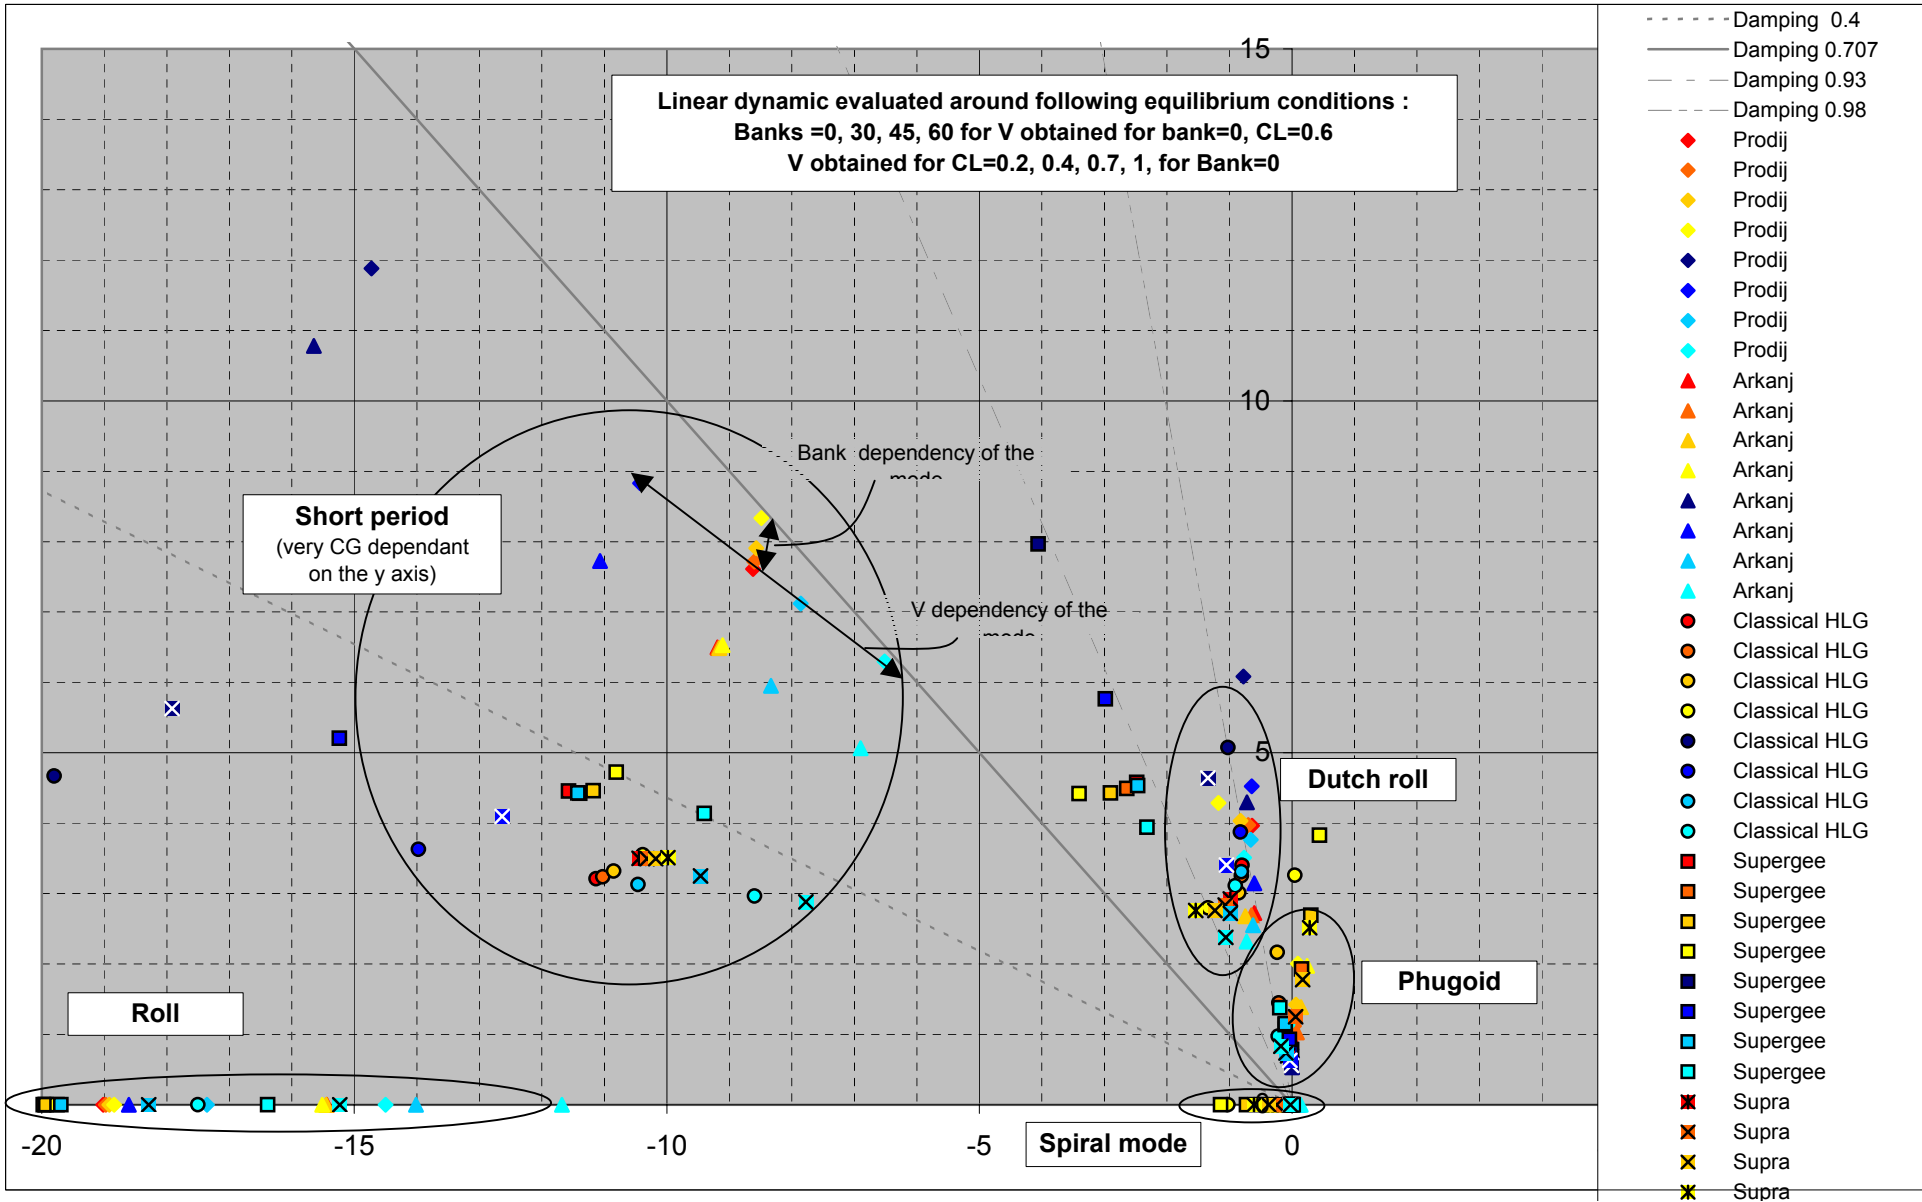 15
Linear dynamic evaluated around following equilibrium conditions :
Banks =0, 30, 45, 60 for V obtained for bank=0, CL=0.6
V obtained for CL=0.2, 0.4, 0.7, 1, for Bank=0
10
Bank dependency of the
mode
Short period
(very CG dependant
on the y axis)
V dependency of the
mode
5
Dutch roll
Phugoid
Roll
Spiral mode
-20
-15
-10
-5
0
Damping 0.4
Damping 0.707
Damping 0.93
Damping 0.98
Prodij
Prodij
Prodij
Prodij
Prodij
Prodij
Prodij
Prodij
Arkanj
Arkanj
Arkanj
Arkanj
Arkanj
Arkanj
Arkanj
Arkanj
Classical HLG
Classical HLG
Classical HLG
Classical HLG
Classical HLG
Classical HLG
Classical HLG
Classical HLG
Supergee
Supergee
Supergee
Supergee
Supergee
Supergee
Supergee
Supergee
Supra
Supra
Supra
Supra